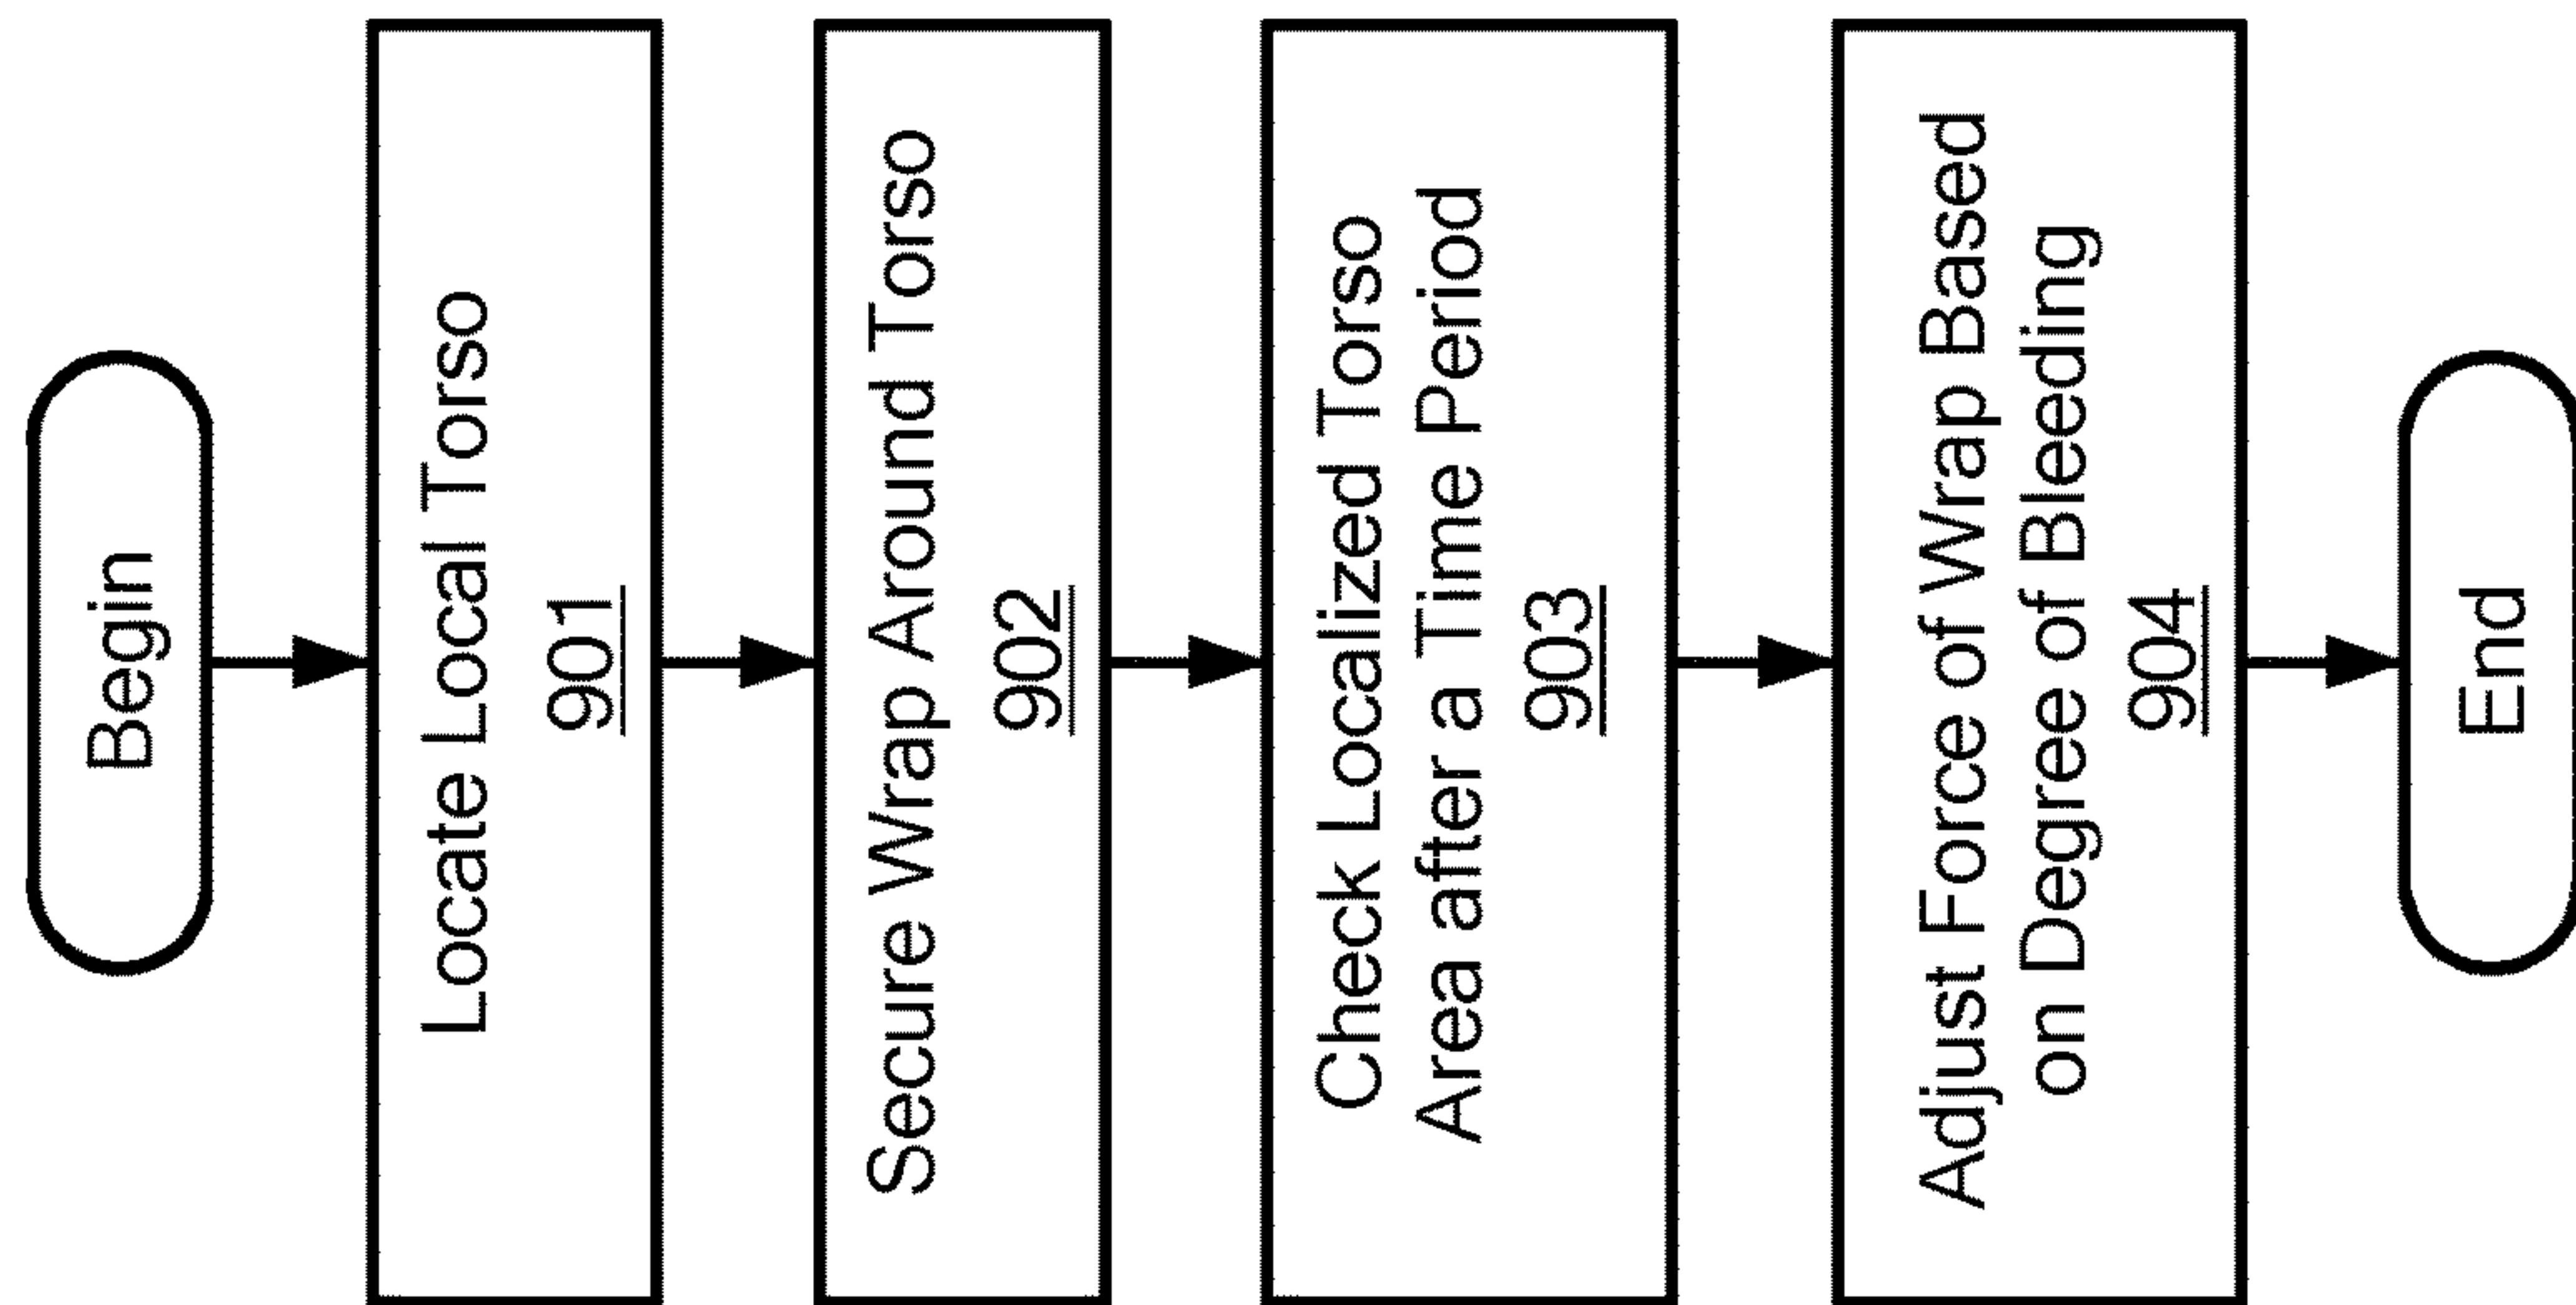 Begin
Locate Local Torso
901
Secure Wrap Around Torso
902
Check Localized Torso
Area after a Time Period
903
Adjust Force of Wrap Based
on Degree of Bleeding
904
End